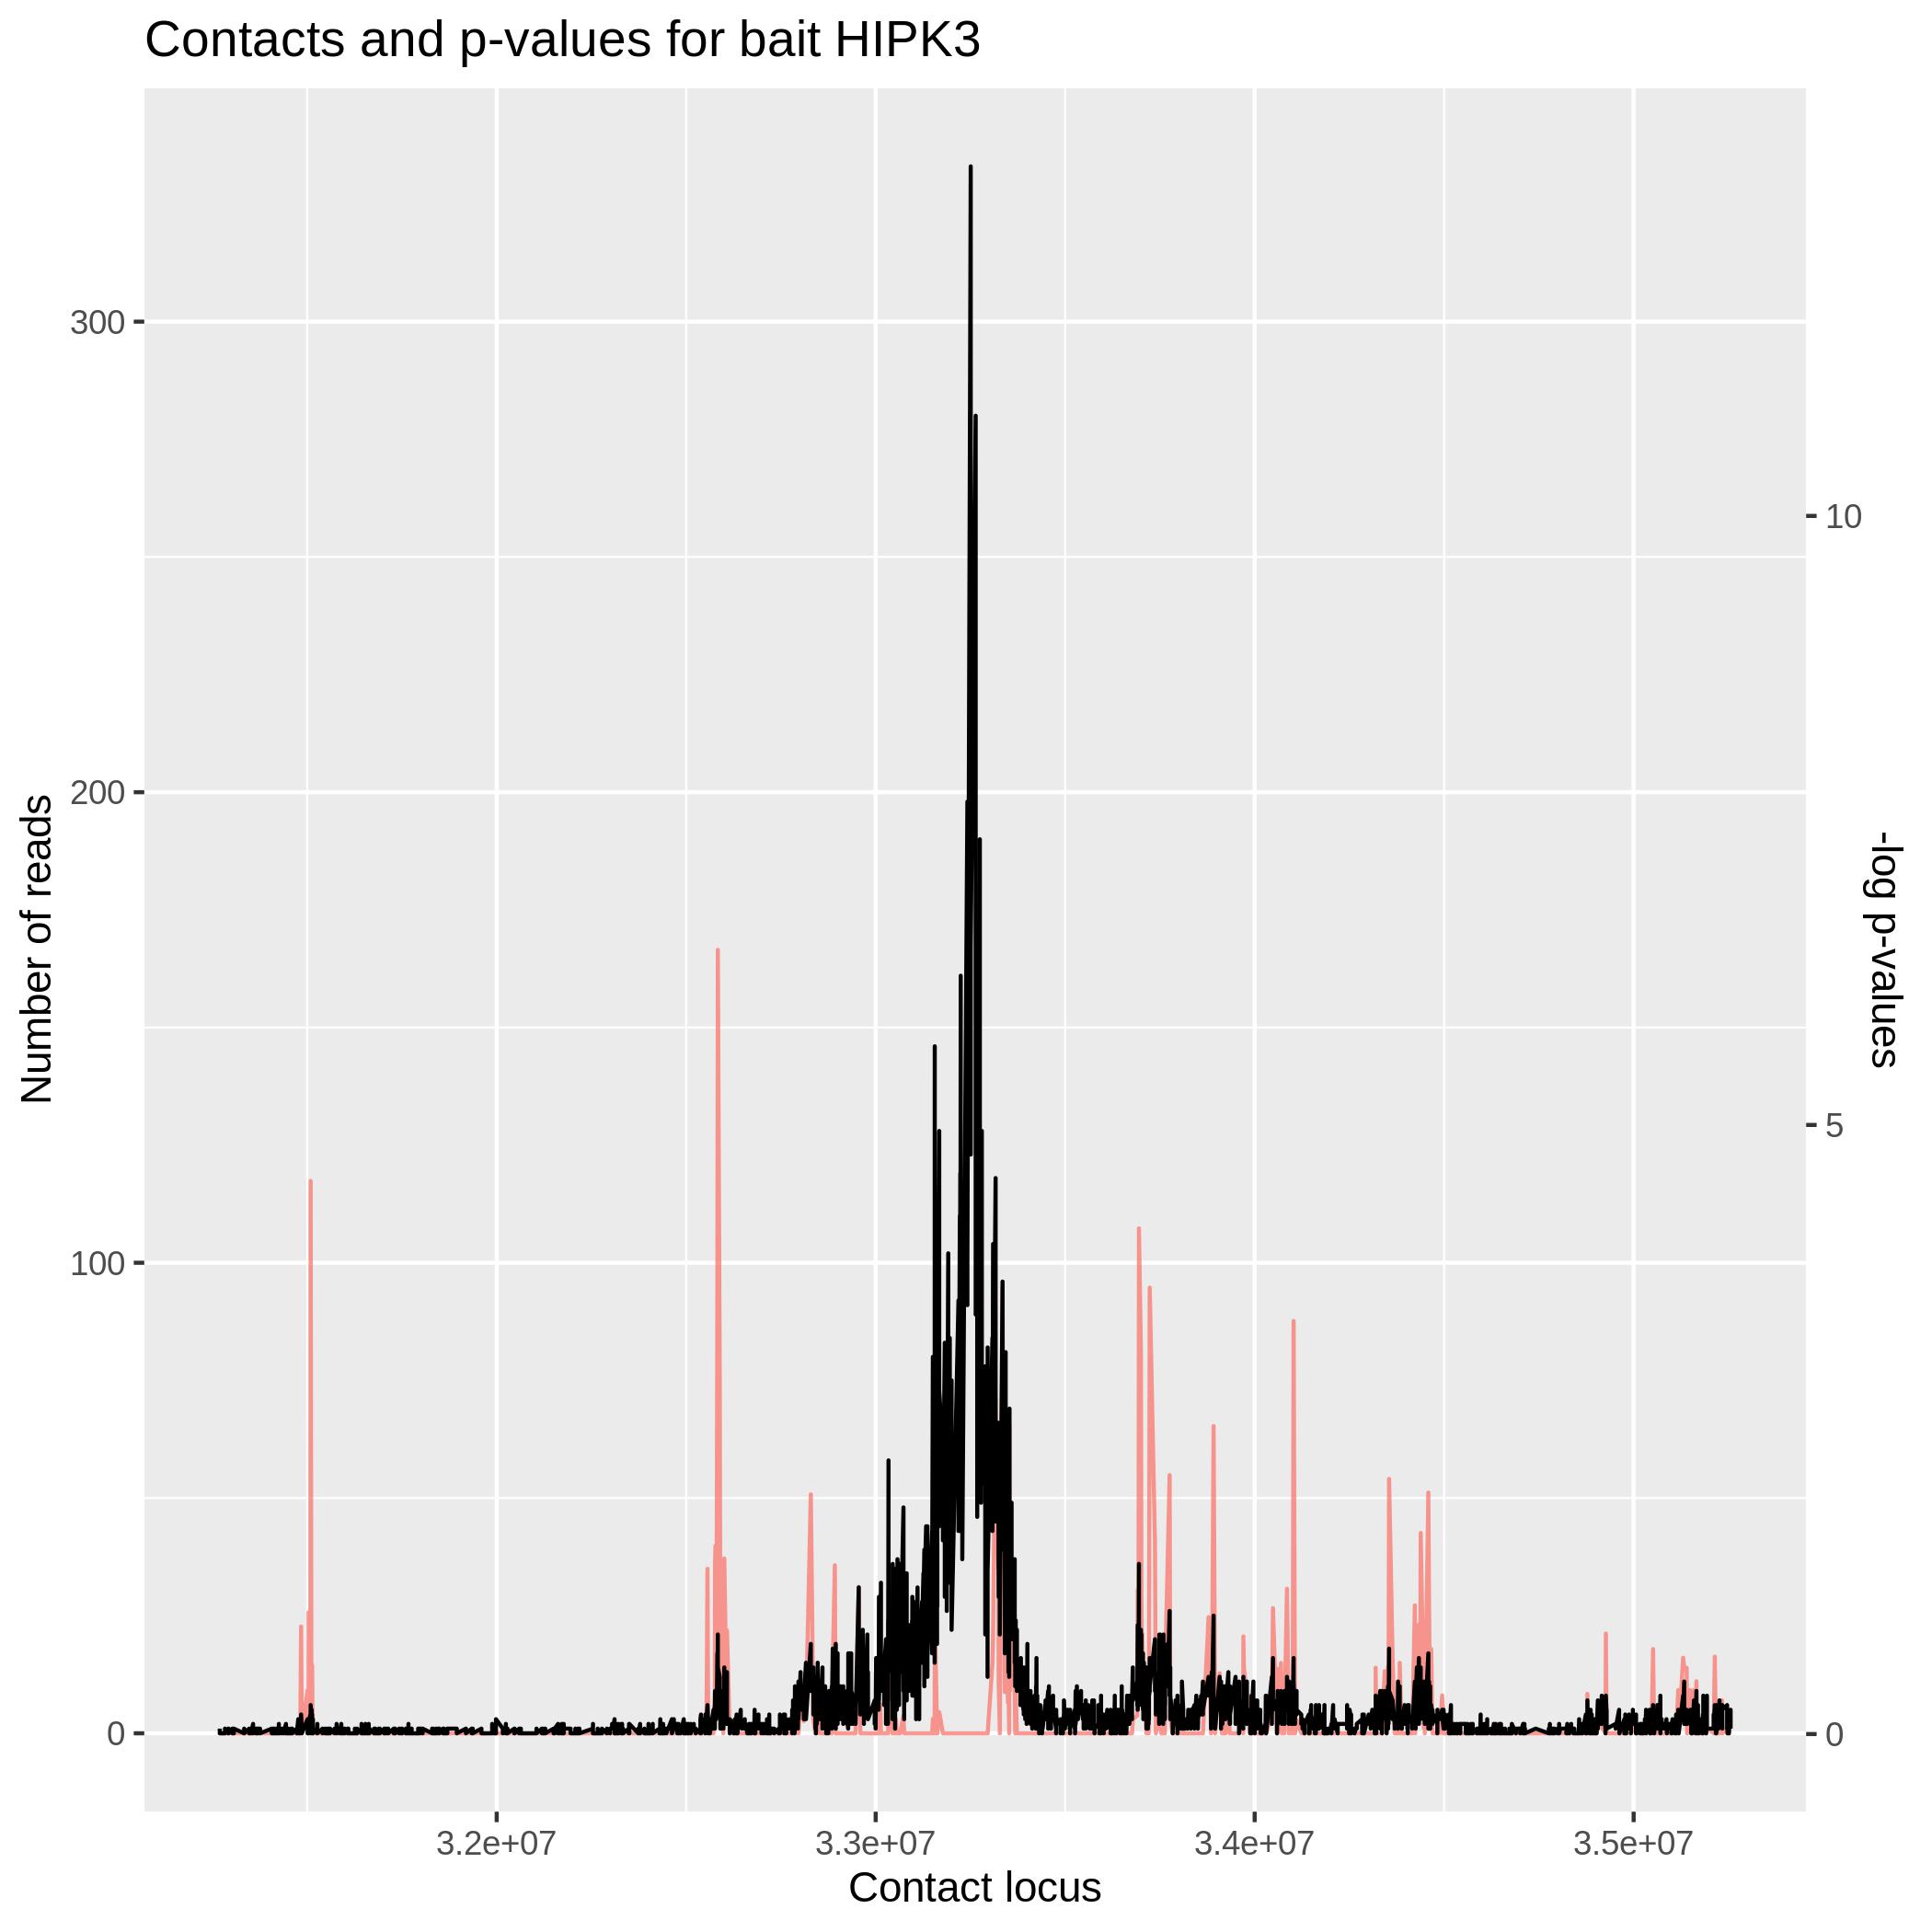 Contacts and p-values for bait HIPK3
300
200
100
0
Number of reads
10
5
0
-log p-values
3.2e+07
3.3e+07
3.4e+07
3.5e+07
Contact locus